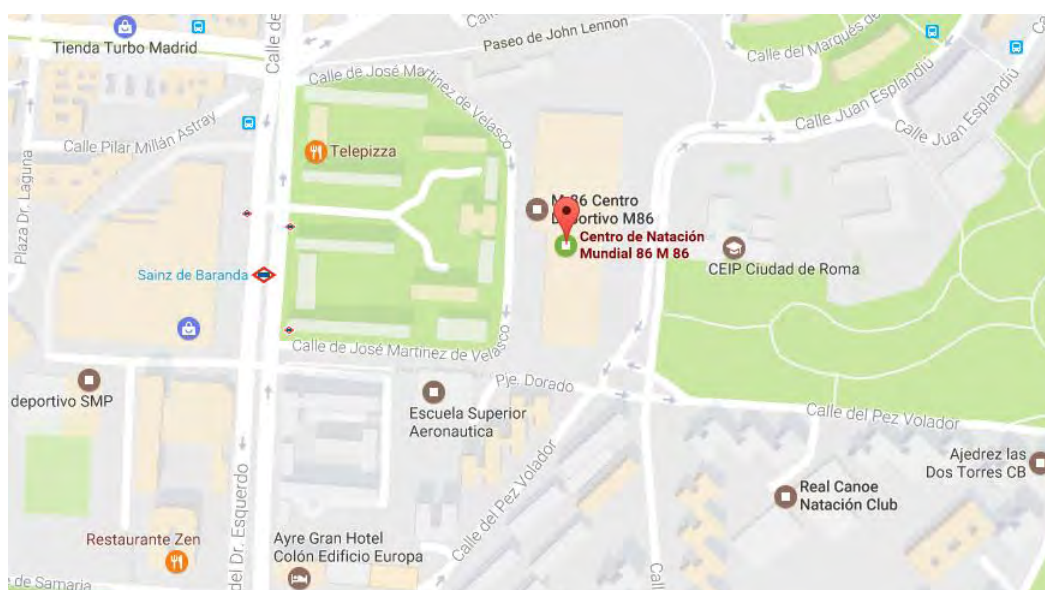 Tienda Turbo Madrid
Calle de
Paseo de John Lennon
Calle del Marqués de
Calle de José Martínez de Velasco
Calle Juan Esplandiú
Calle Juan Esplandiú
Calle Pilar Millán Astray
Telepizza
Plaza Dr. Laguna
M-86 Centro
Deportivo M86
Centro de Natación
Mundial 86 M 86
CEIP Ciudad de Roma
Sainz de Baranda
Calle de José Martínez de Velasco
deportivo SMP
Pje. Dorado
Escuela Superior
Aeronautica
Calle del Pez Volador
Ajedrez las
Dos Torres CB
Real Canoe
Natación Club
Calle del Pez Volador
del Dr. Esquerdo
Restaurante Zen
Ayre Gran Hotel
Colón Edificio Europa
Call
e de Samaria